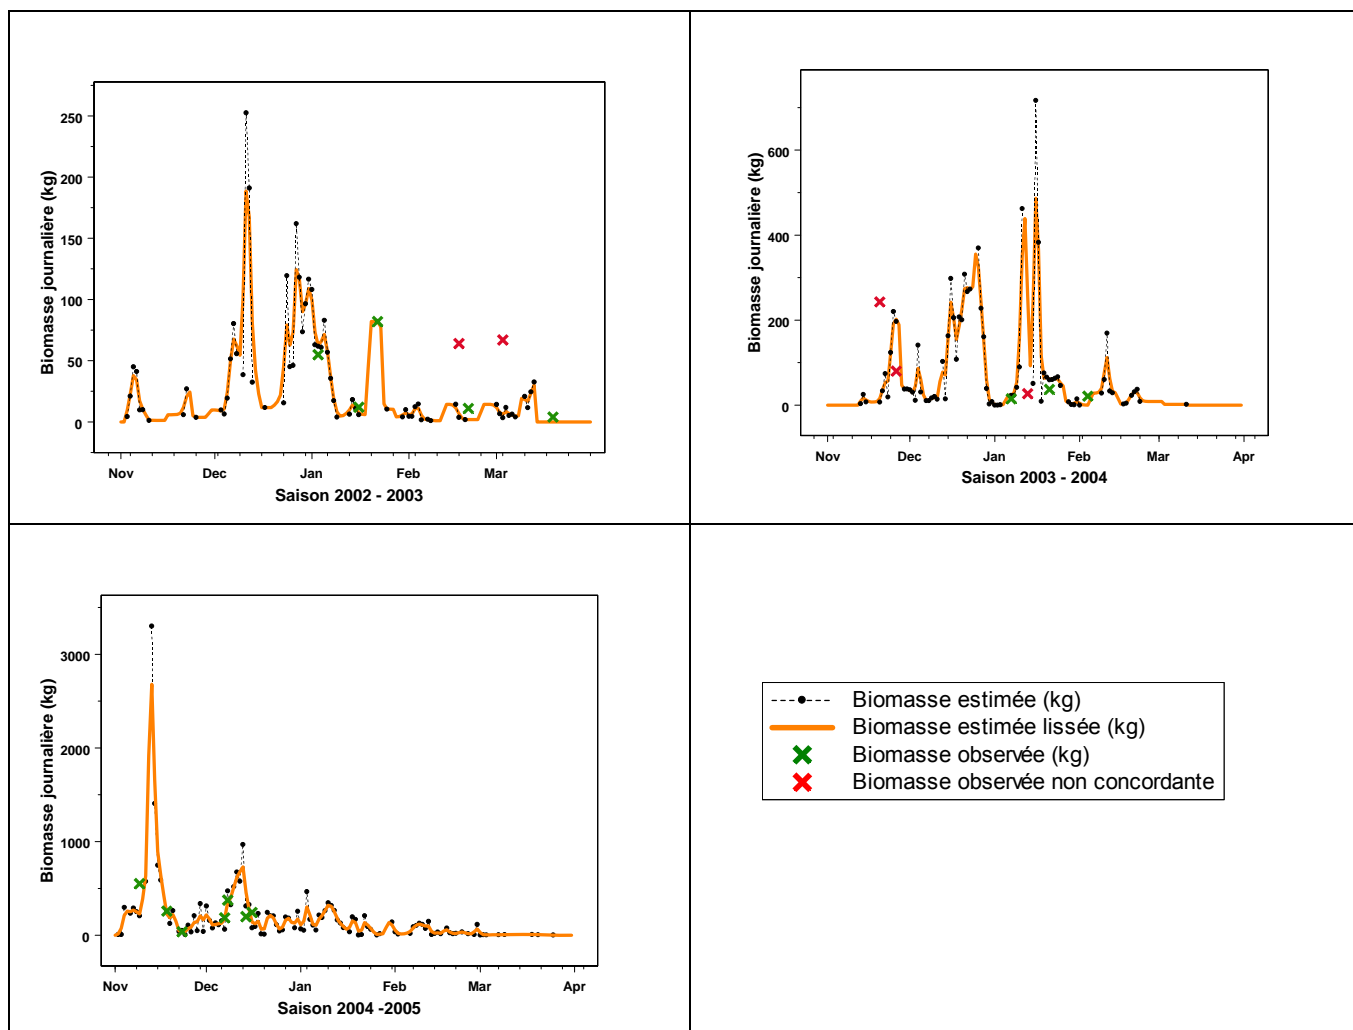 Biomasse journalière (kg)
250
200
150
100
50
0
Nov Dec Jan Feb Mar
Saison 2002 - 2003
Biomasse journalière (kg)
600
400
200
0
Nov Dec Jan Feb Mar Apr
Saison 2003 - 2004
Biomasse journalière (kg)
3000
2000
1000
0
Nov Dec Jan Feb Mar Apr
Saison 2004 -2005
Biomasse estimée (kg)
Biomasse estimée lissée (kg)
Biomasse observée (kg)
Biomasse observée non concordante